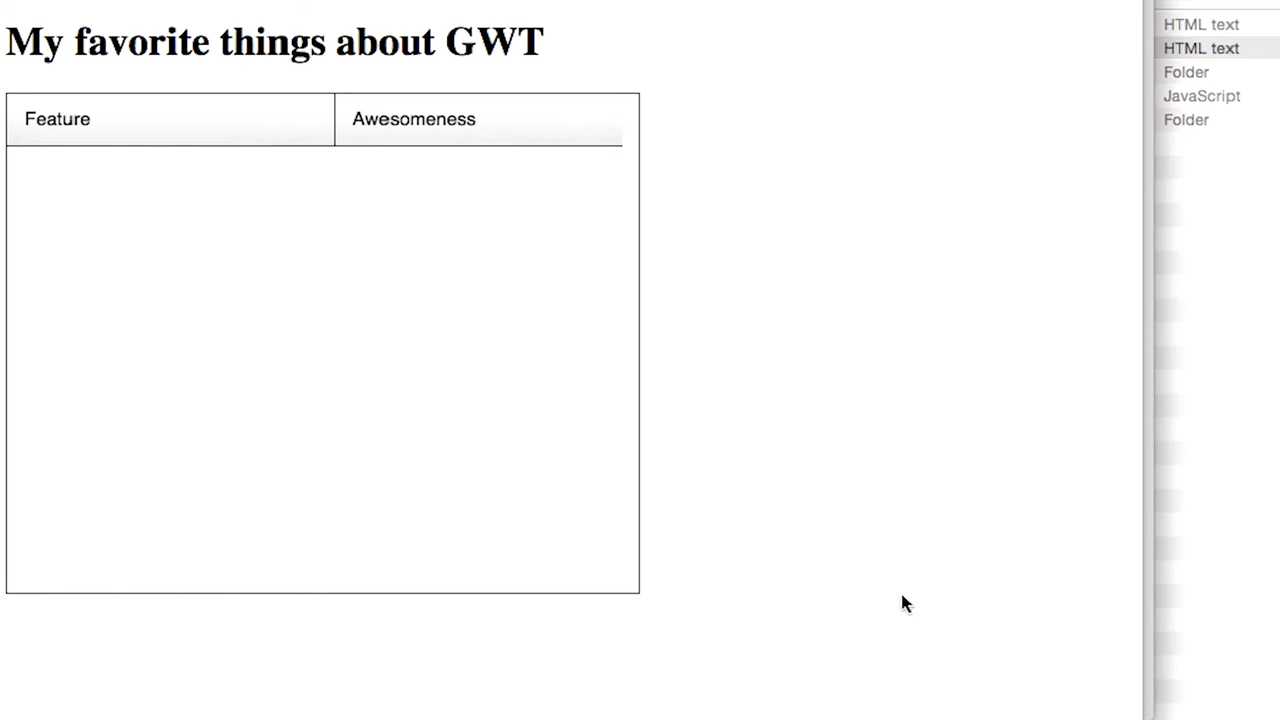 My favorite things about GWT
Feature
Awesomeness
HTML text
HTML text
Folder
JavaScript
Folder